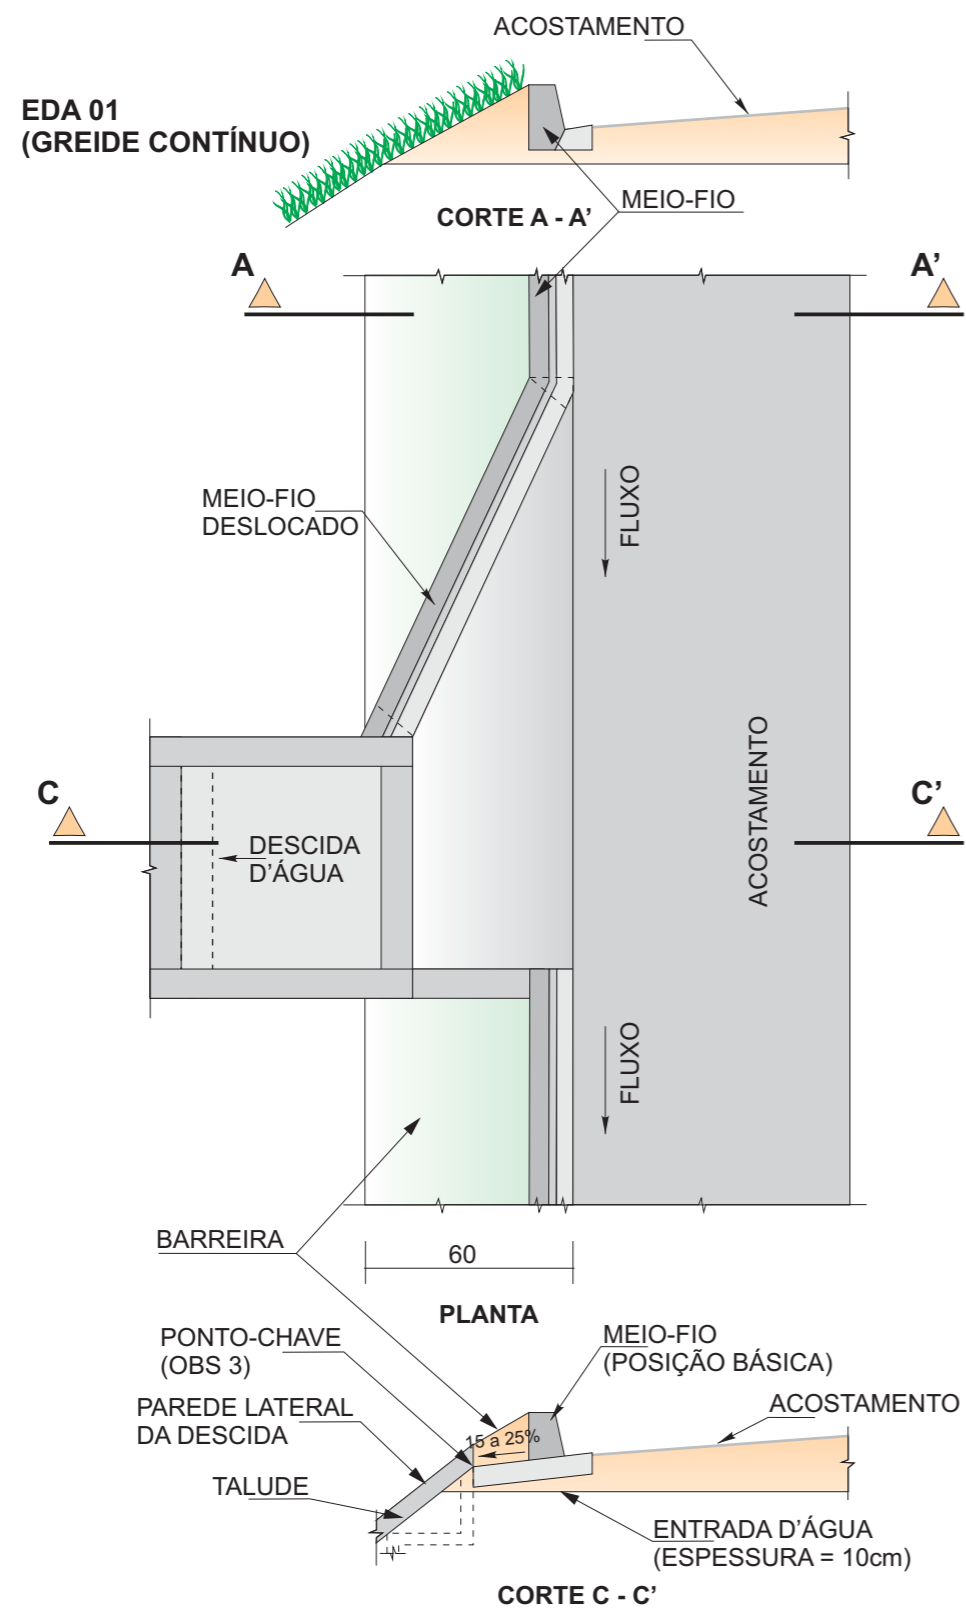 ACOSTAMENTO
EDA 01
(GREIDE CONTÍNUO)
CORTE A - A’
MEIO-FIO
A
A’
MEIO-FIO
DESLOCADO
FLUXO
ACOSTAMENTO
C
C’
DESCIDA
D’ÁGUA
FLUXO
BARREIRA
60
PLANTA
PONTO-CHAVE
(OBS 3)
MEIO-FIO
(POSIÇÃO BÁSICA)
PAREDE LATERAL
DA DESCIDA
ACOSTAMENTO
15 a 25%
TALUDE
ENTRADA D’ÁGUA
(ESPESSURA = 10cm)
CORTE C - C’